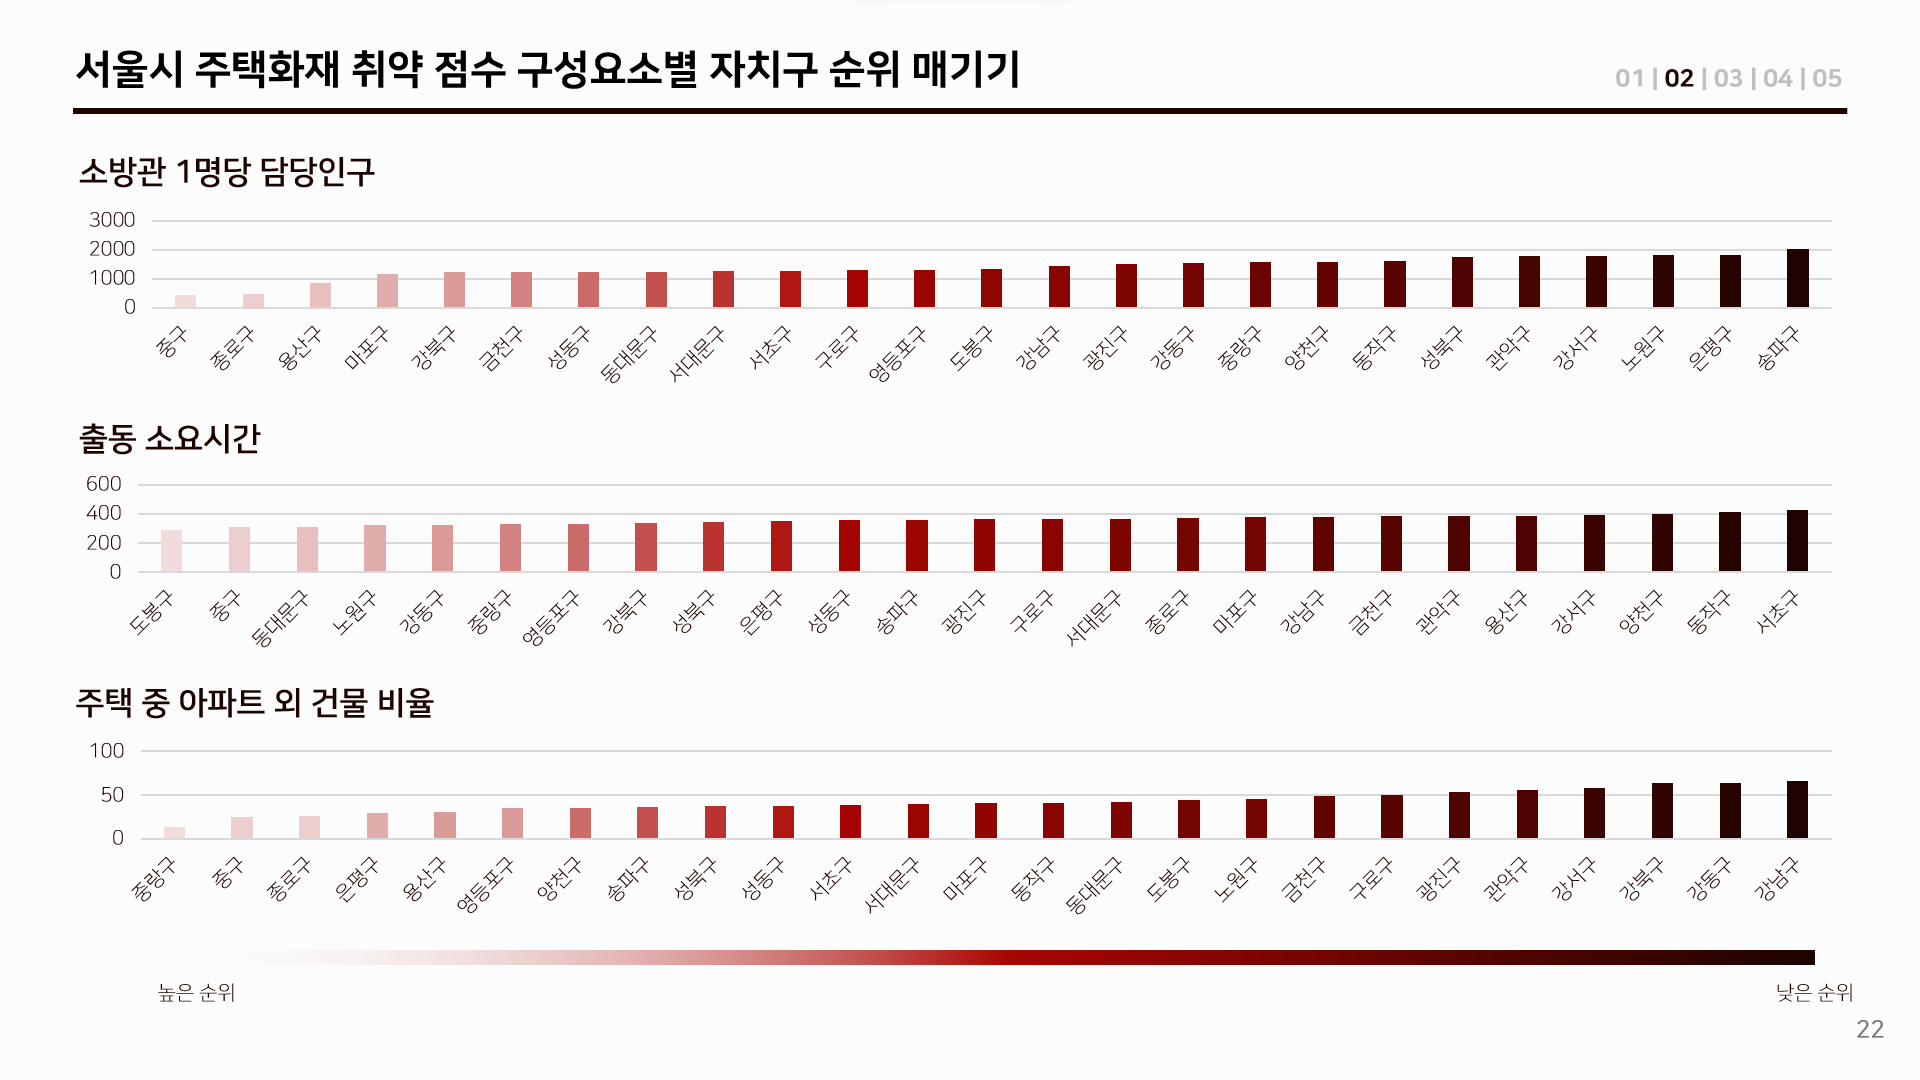 서울시 주택화재 취약 점수 구성요소별 자치구 순위 매기기
01 | 02 | 03 | 04 | 05
소방관 1명당 담당인구
3000
2000
1000
0
중구 종로구 용산구 마포구 강북구 금천구 성동구 동대문구 서대문구 서초구 구로구 영등포구 도봉구 강남구 광진구 강동구 중랑구 양천구 동작구 성북구 관악구 강서구 노원구 은평구 송파구
출동 소요시간
600
400
200
0
도봉구 중구 동대문구 노원구 강동구 중랑구 영등포구 강북구 성북구 은평구 성동구 송파구 광진구 구로구 서대문구 종로구 마포구 강남구 금천구 관악구 용산구 강서구 양천구 동작구 서초구
주택 중 아파트 외 건물 비율
100
50
0
중랑구 중구 종로구 은평구 용산구 영등포구 양천구 송파구 성북구 성동구 서초구 서대문구 마포구 동작구 동대문구 도봉구 노원구 금천구 구로구 광진구 관악구 강서구 강북구 강동구 강남구
높은 순위
낮은 순위
22